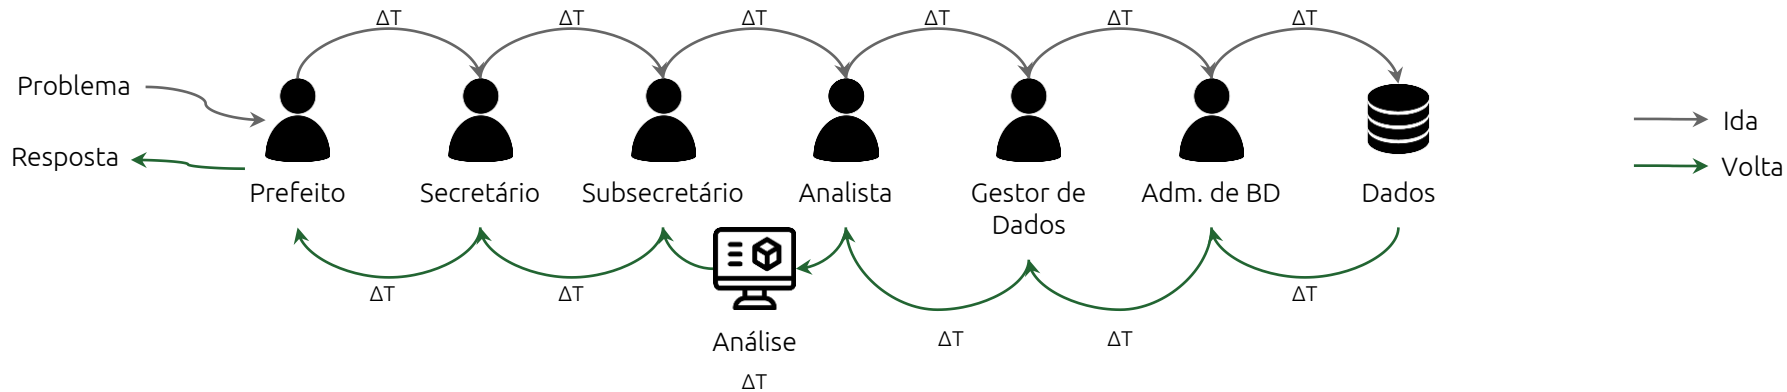 ΔT
ΔT
ΔT
ΔT
ΔT
ΔT
Problema
Resposta
Ida
Volta
Prefeito
Secretário
Subsecretário
Analista
Gestor de
Dados
Adm. de BD
Dados
ΔT
ΔT
ΔT
ΔT
ΔT
Análise
ΔT